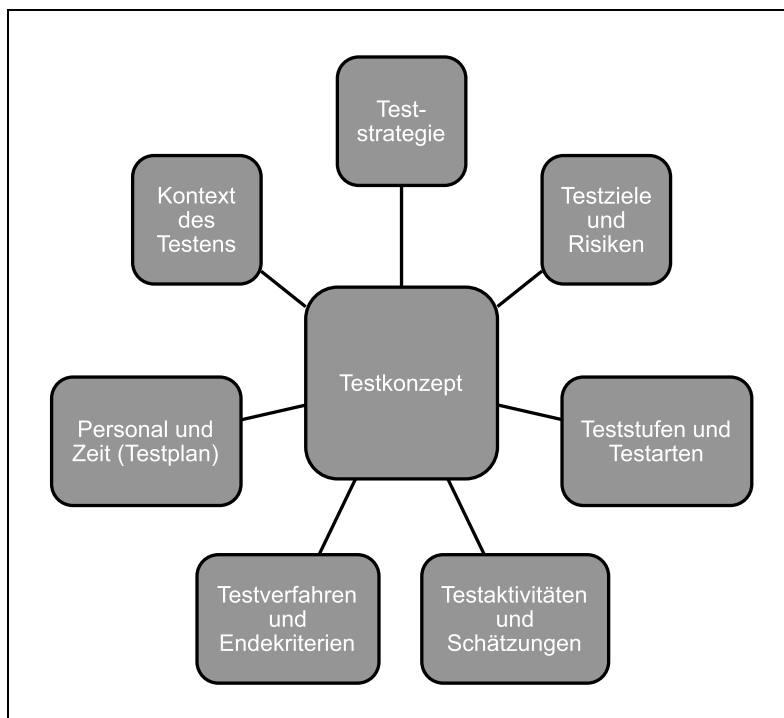 Test-
strategie
Kontext
des
Testens
Testziele
und
Risiken
Testkonzept
Personal und
Zeit (Testplan)
Teststufen und
Testarten
Testverfahren
und
Endekriterien
Testaktivitäten
und
Schätzungen